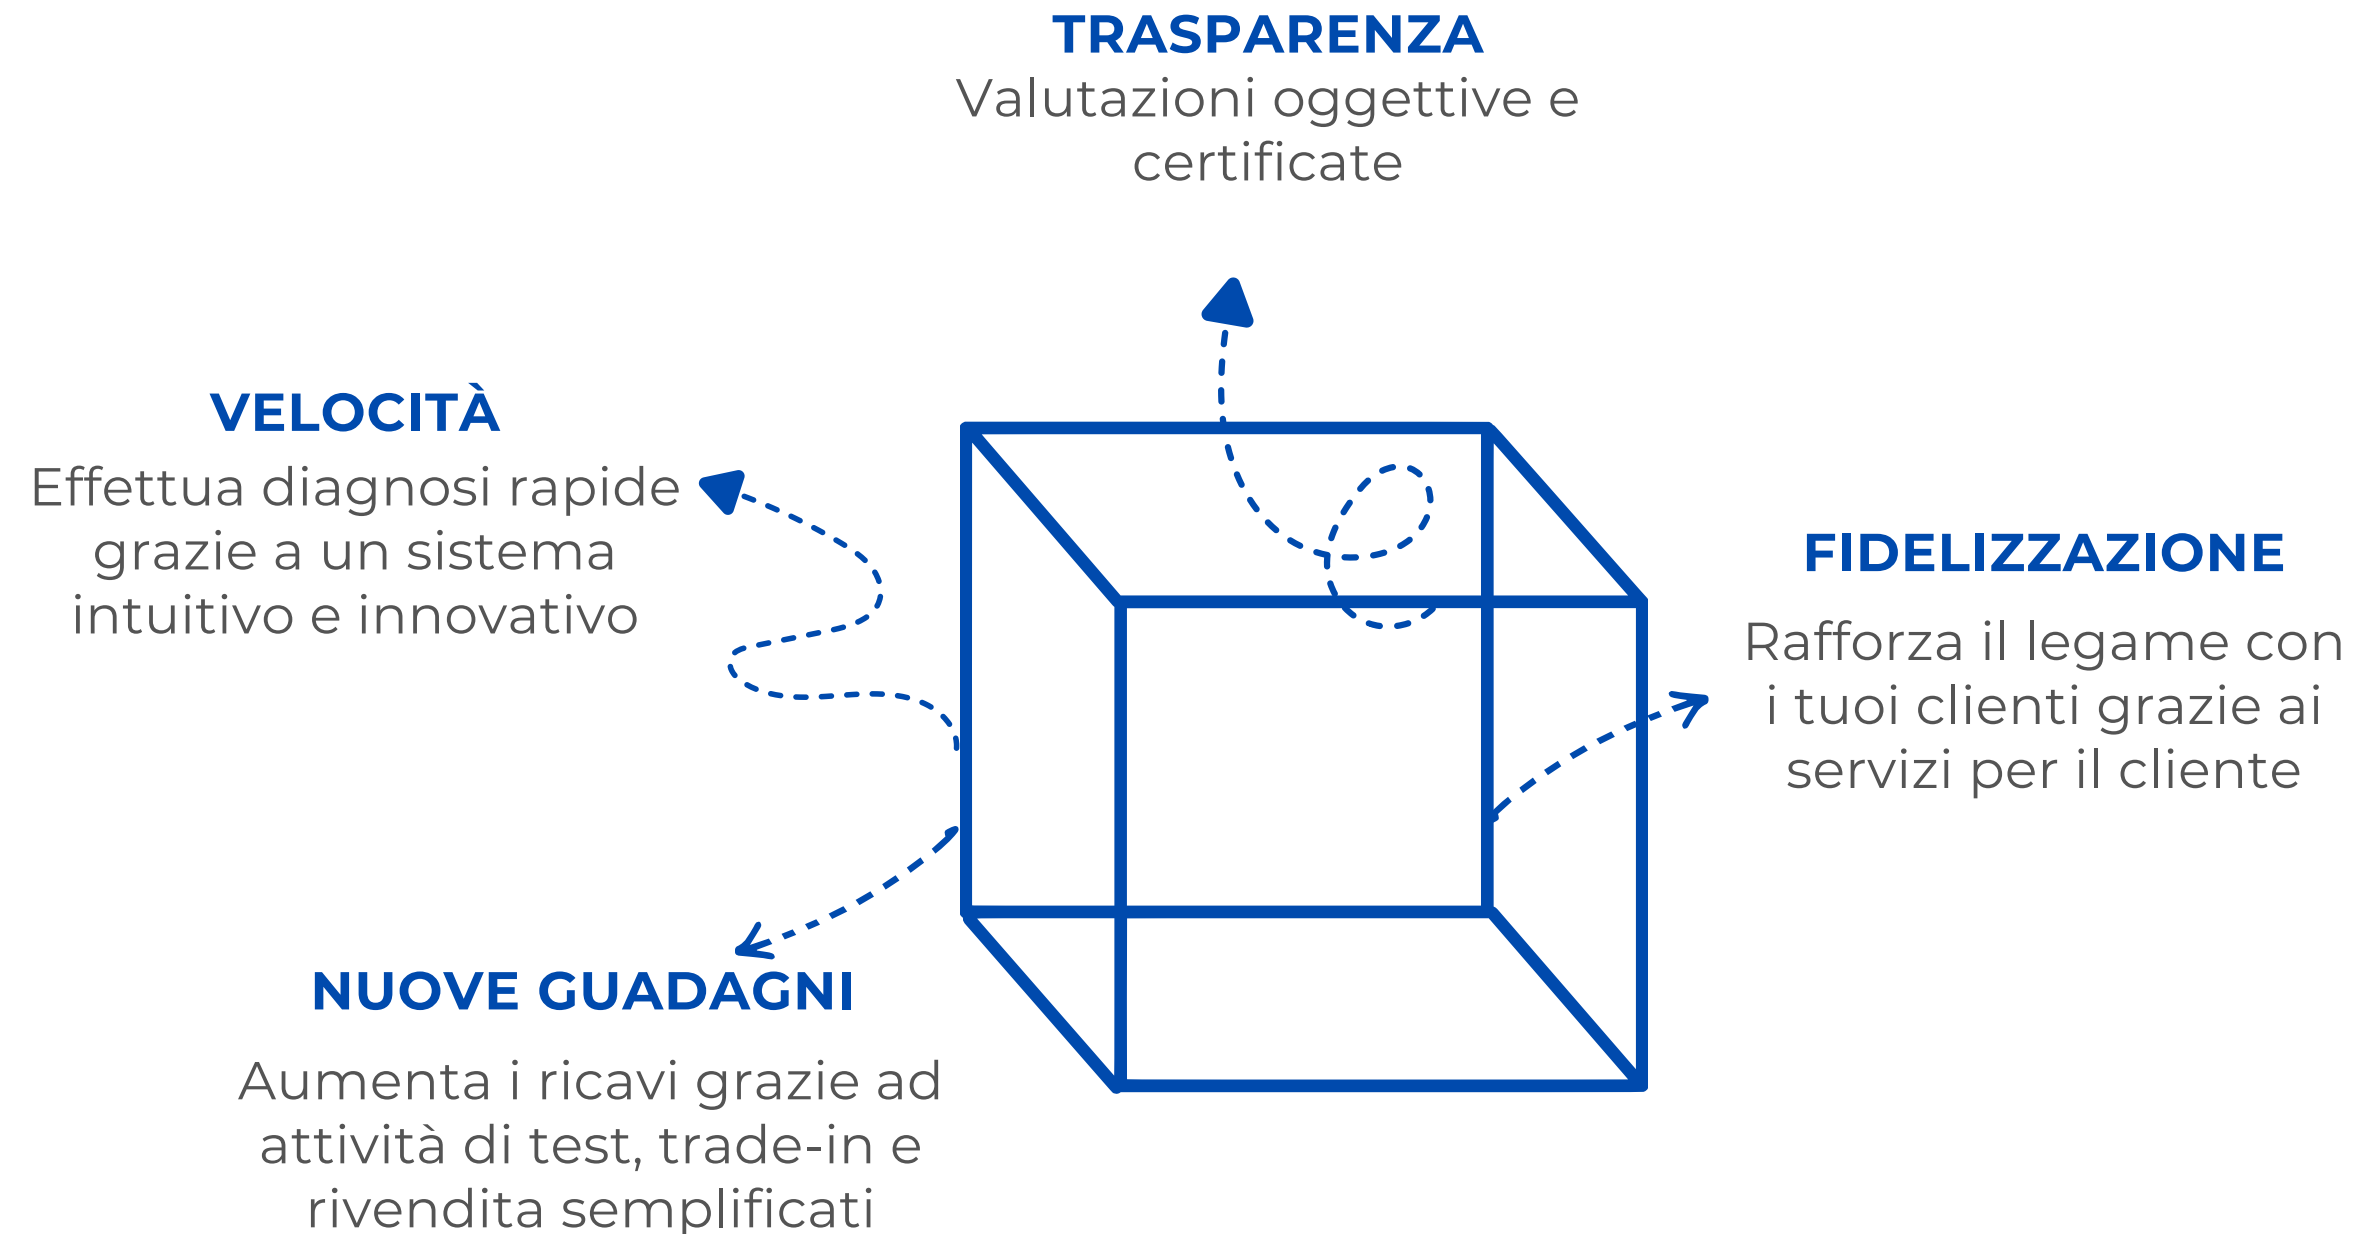 TRASPARENZA
Valutazioni oggettive e
certificate
VELOCITÀ
Effettua diagnosi rapide
grazie a un sistema
intuitivo e innovativo
FIDELIZZAZIONE
Rafforza il legame con
i tuoi clienti grazie ai
servizi per il cliente
NUOVE GUADAGNI
Aumenta i ricavi grazie ad
attività di test, trade-in e
rivendita semplificati